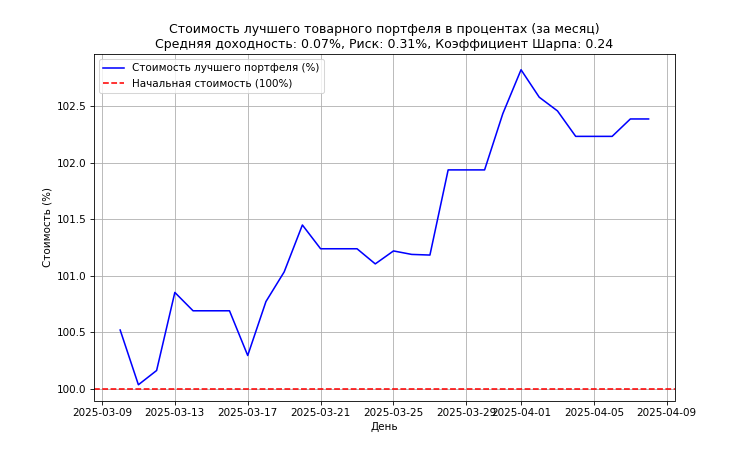 Стоимость лучшего товарного портфеля в процентах (за месяц)
Средняя доходность: 0.07%, Риск: 0.31%, Коэффициент Шарпа: 0.24
Стоимость лучшего портфеля (%)
Начальная стоимость (100%)
Стоимость (%)
102.5
102.0
101.5
101.0
100.5
100.0
2025-03-09 2025-03-13 2025-03-17 2025-03-21 2025-03-25 2025-03-29 2025-04-01 2025-04-05 2025-04-09
День